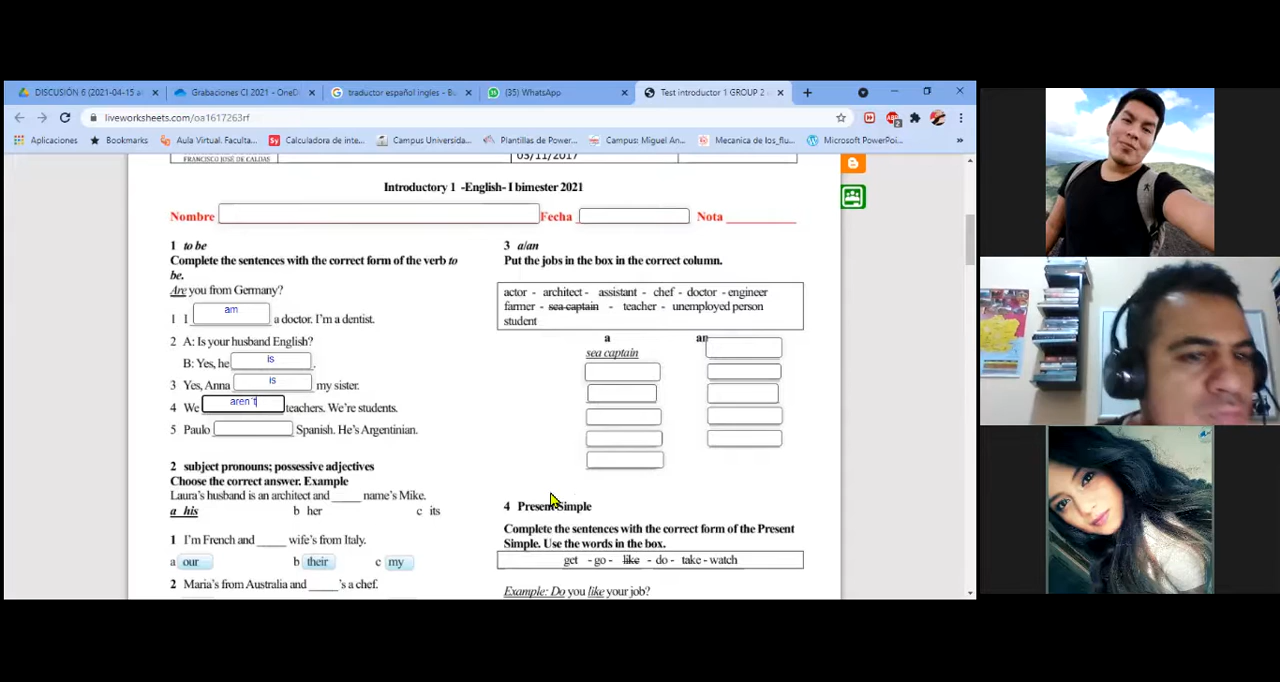 DISCUSIÓN 6 (2021-04-15 a
Grabaciones CI 2021 - OneD
traductor español ingles - Bu
(35) WhatsApp
Test introductor 1 GROUP 2
liveworksheets.com/oa1617263rf
Aplicaciones
Bookmarks
Aula Virtual. Faculta...
Calculadora de inte...
Campus Universida...
Plantillas de Power...
Campus: Miguel An...
Mecanica de los_flu...
Microsoft PowerPoi...
»
FRANCISCO JOSÉ DE CALDAS
03/11/2017
Introductory 1 -English- I bimester 2021
Nombre
Fecha
Nota ________
1 to be
Complete the sentences with the correct form of the verb to
be.
Are you from Germany?
1 I am a doctor. I'm a dentist.
2 A: Is your husband English?
B: Yes, he is .
3 Yes, Anna is my sister.
4 We aren´t teachers. We're students.
5 Paulo Spanish. He's Argentinian.
2 subject pronouns; possessive adjectives
Choose the correct answer. Example
Laura's husband is an architect and _____ name's Mike.
a his b her c its
1 I'm French and _____ wife's from Italy.
a our b their c my
2 Maria's from Australia and _____'s a chef.
3 a/an
Put the jobs in the box in the correct column.
actor - architect - assistant - chef - doctor - engineer
farmer - sea captain - teacher - unemployed person
student
a an
sea captain
4 Present Simple
Complete the sentences with the correct form of the Present
Simple. Use the words in the box.
get - go - like - do - take - watch
Example: Do you like your job?